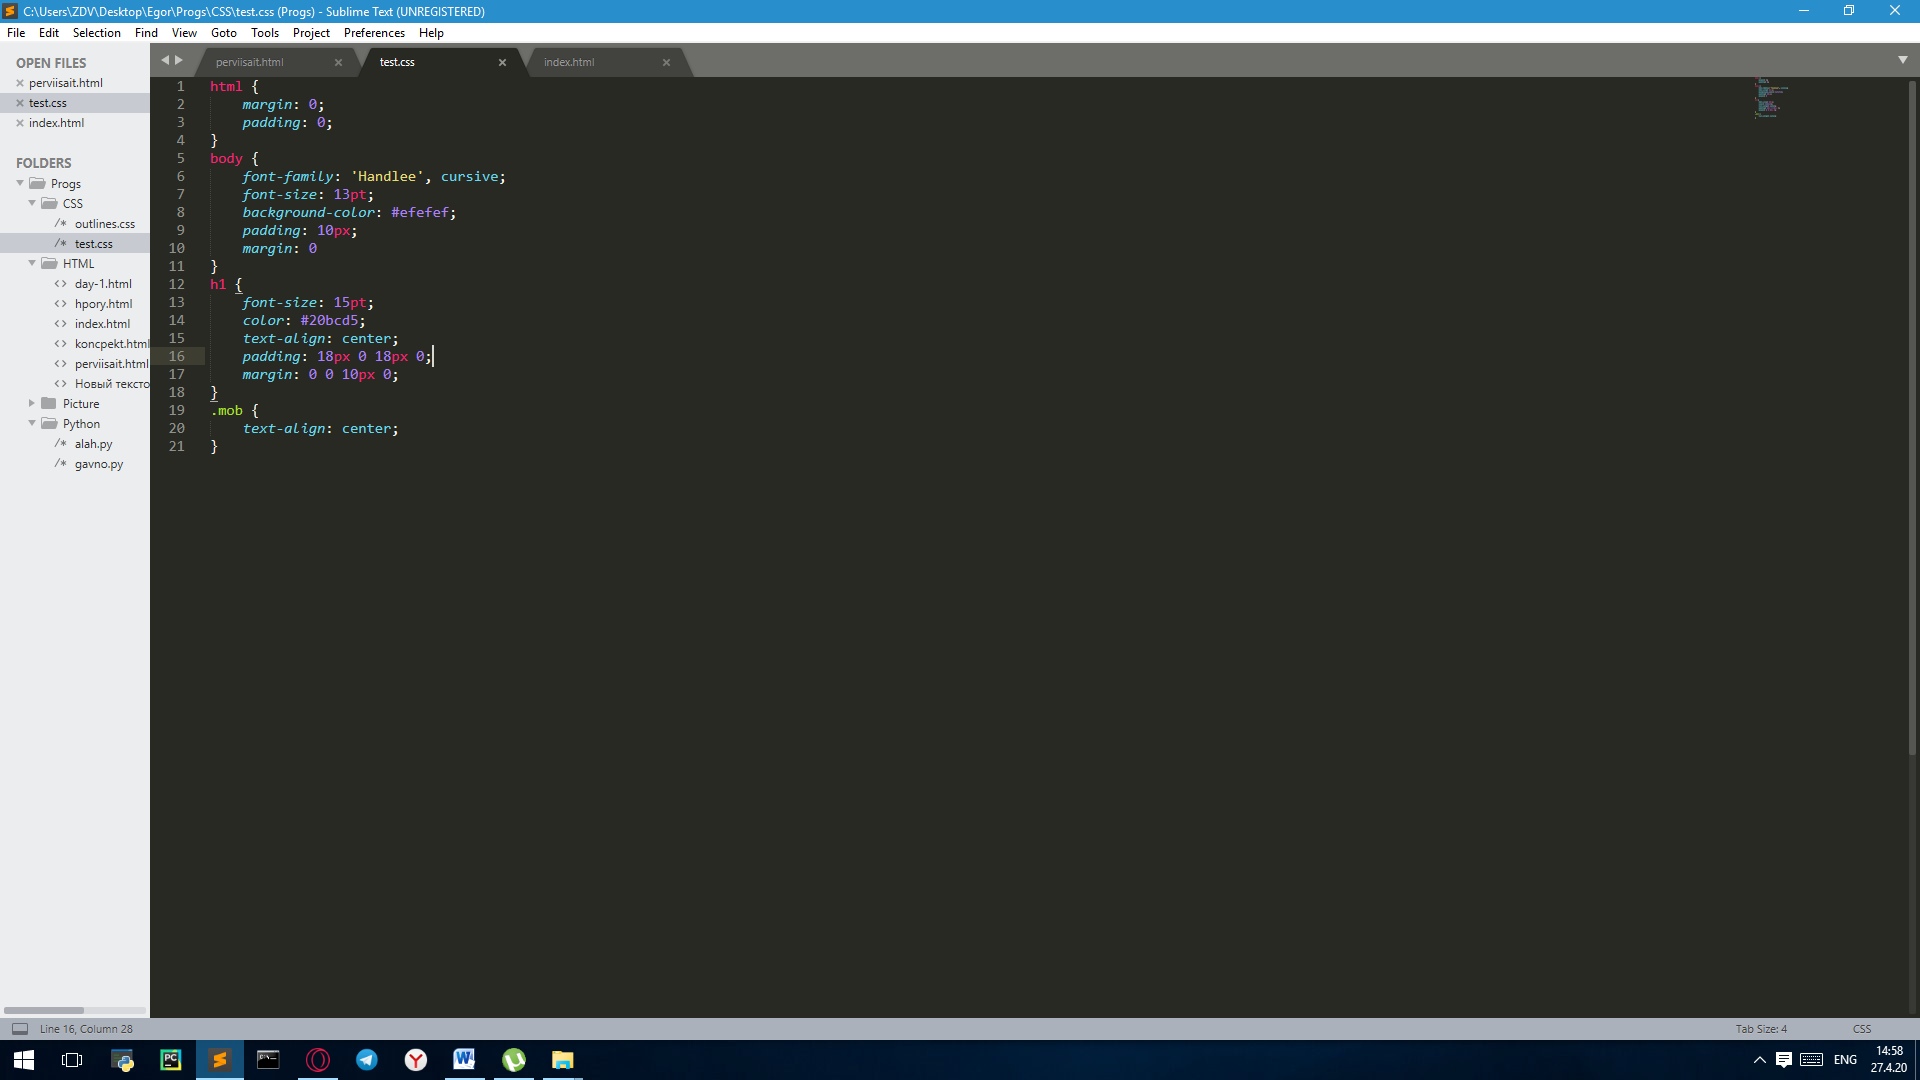 C:\Users\ZDV\Desktop\Egor\Progs\CSS\test.css (Progs) - Sublime Text (UNREGISTERED)
File Edit Selection Find View Goto Tools Project Preferences Help
OPEN FILES
perviisait.html
test.css
index.html
FOLDERS
Progs
CSS
outlines.css
test.css
HTML
day-1.html
hpory.html
index.html
koncpekt.html
perviisait.html
Новый тексто
Picture
Python
alah.py
gavno.py
perviisait.html test.css index.html
1 html {
2 margin: 0;
3 padding: 0;
4 }
5 body {
6 font-family: 'Handlee', cursive;
7 font-size: 13pt;
8 background-color: #efefef;
9 padding: 10px;
10 margin: 0
11 }
12 h1 {
13 font-size: 15pt;
14 color: #20bcd5;
15 text-align: center;
16 padding: 18px 0 18px 0;
17 margin: 0 0 10px 0;
18 }
19 .mob {
20 text-align: center;
21 }
Line 16, Column 28 Tab Size: 4 CSS
ENG 14:58
27.4.20